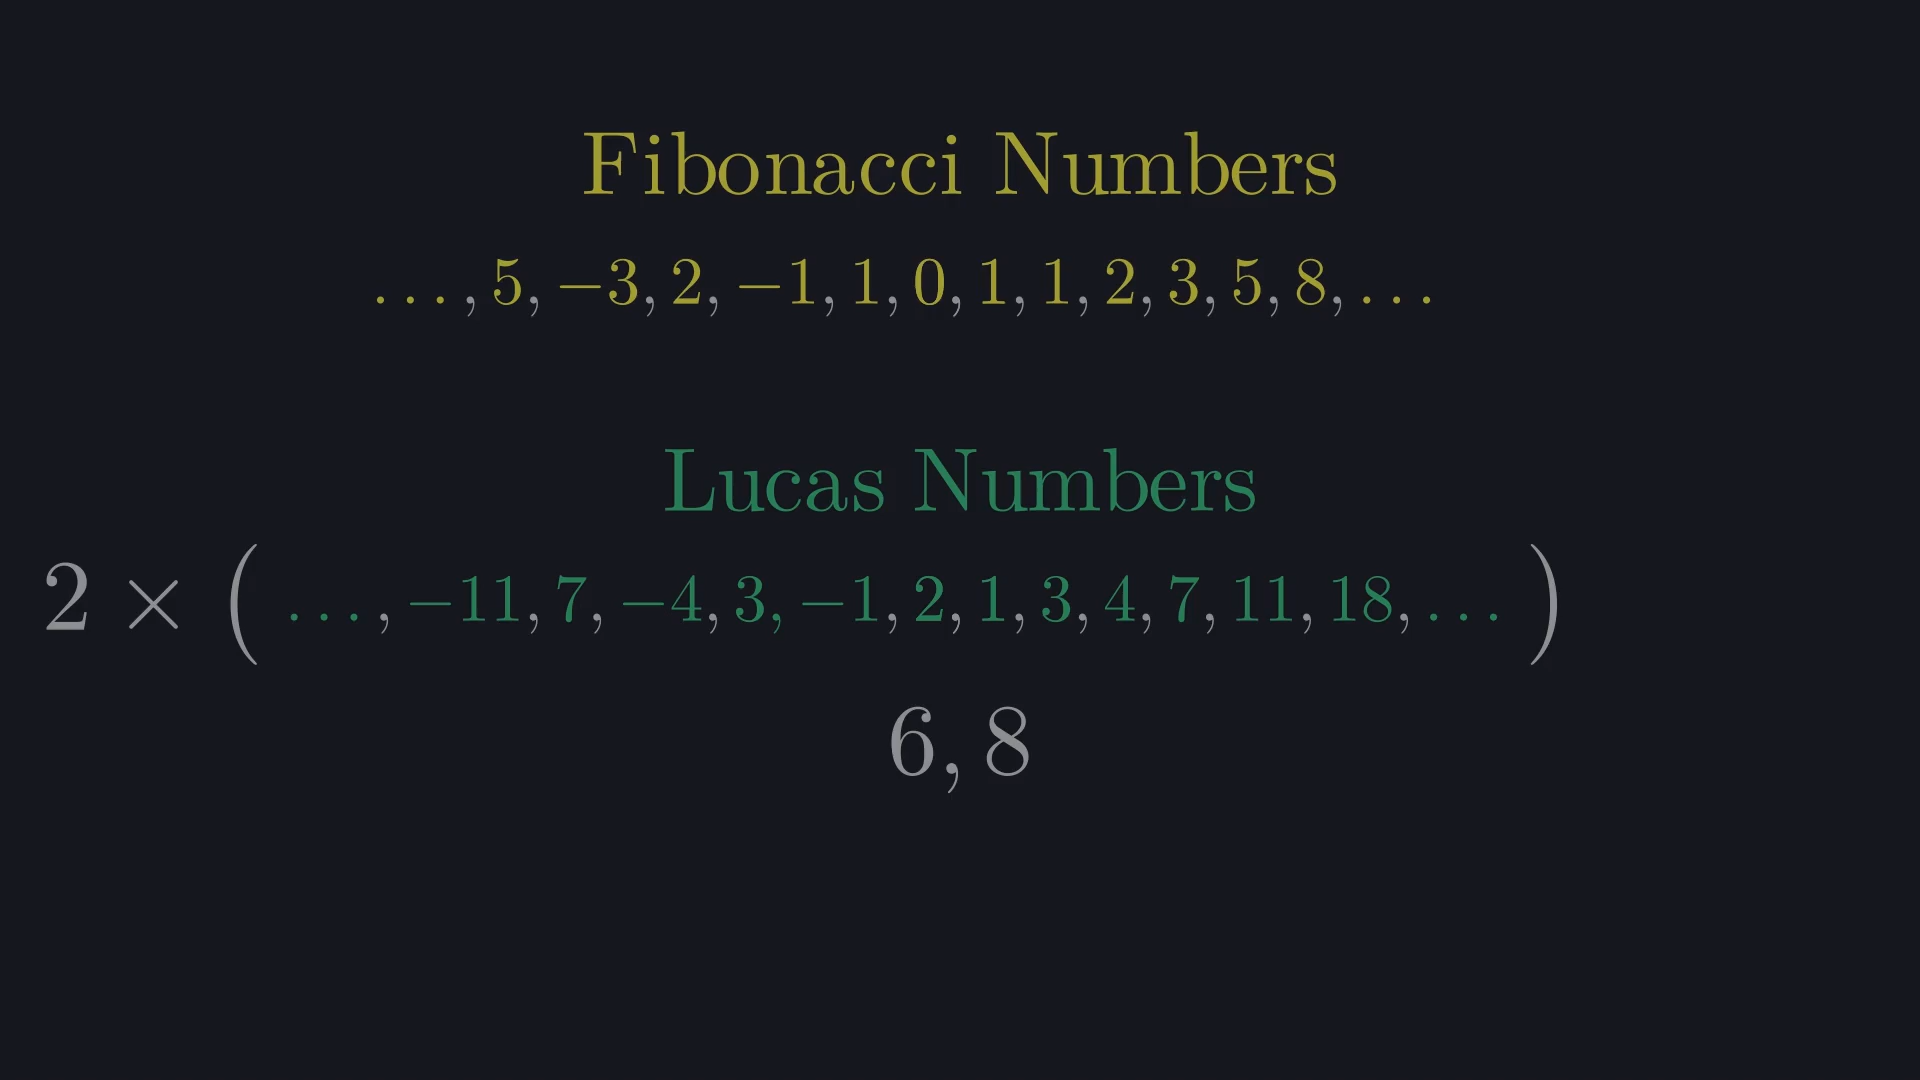 Fibonacci Numbers
..., 5, −3, 2, −1, 1, 0, 1, 1, 2, 3, 5, 8, ...
Lucas Numbers
2 × ( ..., −11, 7, −4, 3, −1, 2, 1, 3, 4, 7, 11, 18, ... )
6, 8